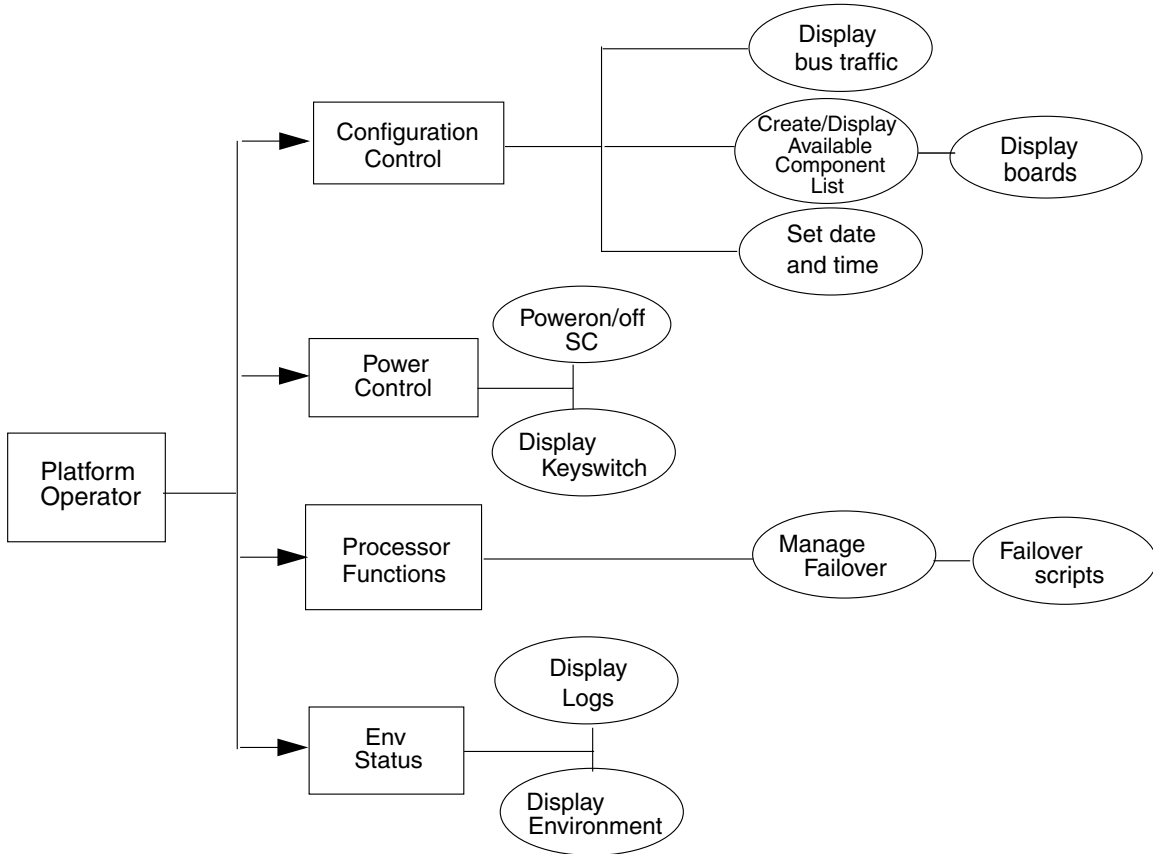 Display
bus traffic
Configuration
Control
Create/Display
Available
Component
List
Display
boards
Set date
and time
Poweron/off
SC
Power
Control
Display
Keyswitch
Platform
Operator
Processor
Functions
Manage
Failover
Failover
scripts
Display
Logs
Env
Status
Display
Environment